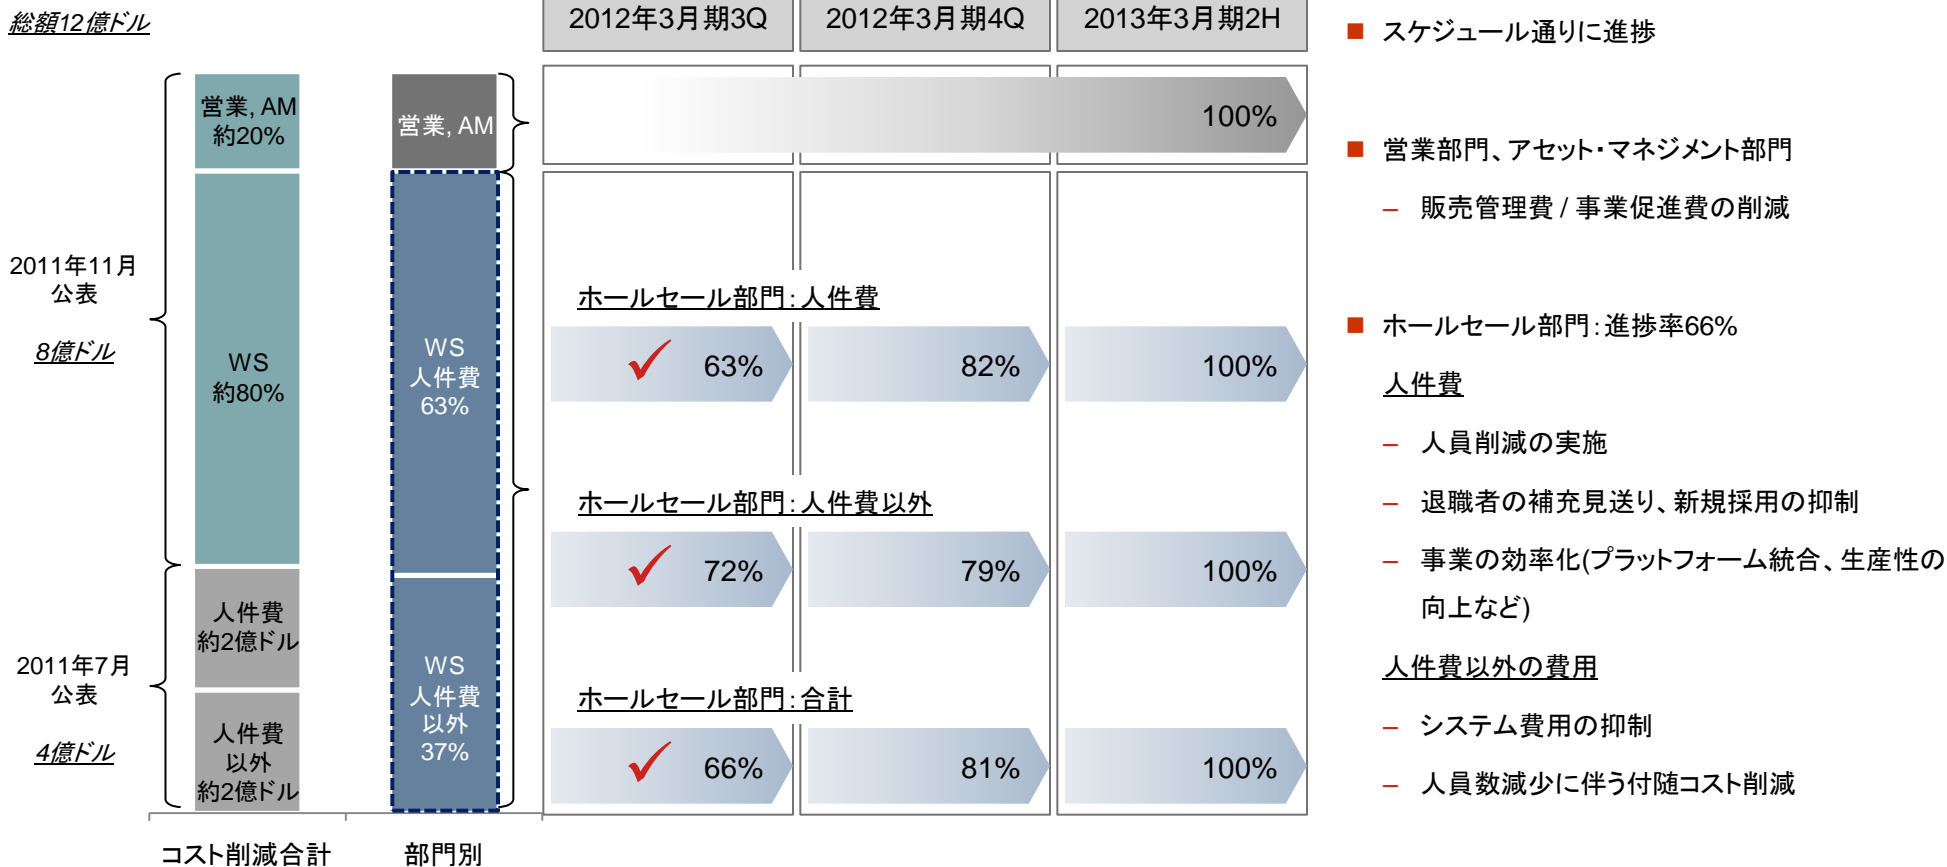 総額12億ドル
2012年3月期3Q
2012年3月期4Q
2013年3月期2H
営業, AM
約20%
営業, AM
100%
2011年11月
公表
8億ドル
WS
約80%
WS
人件費
63%
ホールセール部門：人件費
63%
82%
100%
ホールセール部門：人件費以外
72%
79%
100%
2011年7月
公表
4億ドル
人件費
約2億ドル
人件費
以外
約2億ドル
WS
人件費
以外
37%
ホールセール部門：合計
66%
81%
100%
コスト削減合計
部門別
■ スケジュール通りに進捗
■ 営業部門、アセット・マネジメント部門
– 販売管理費 / 事業促進費の削減
■ ホールセール部門：進捗率66%
人件費
– 人員削減の実施
– 退職者の補充見送り、新規採用の抑制
– 事業の効率化(プラットフォーム統合、生産性の
向上など)
人件費以外の費用
– システム費用の抑制
– 人員数減少に伴う付随コスト削減